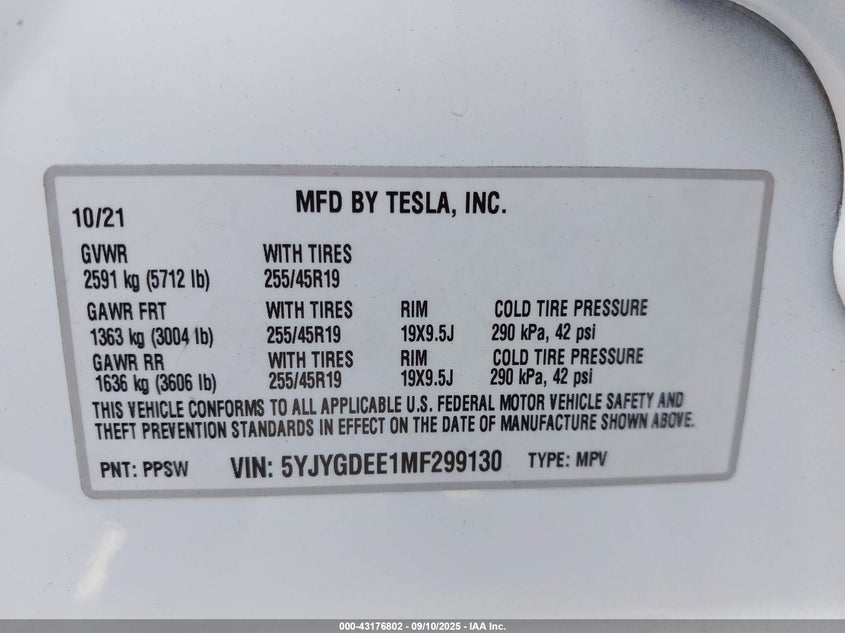 MFD BY TESLA, INC.
10/21
GVWR WITH TIRES
2591 kg (5712 lb) 255/45R19
GAWR FRT WITH TIRES RIM COLD TIRE PRESSURE
1363 kg (3004 lb) 255/45R19 19X9.5J 290 kPa, 42 psi
GAWR RR WITH TIRES RIM COLD TIRE PRESSURE
1636 kg (3606 lb) 255/45R19 19X9.5J 290 kPa, 42 psi
THIS VEHICLE CONFORMS TO ALL APPLICABLE U.S. FEDERAL MOTOR VEHICLE SAFETY AND
THEFT PREVENTION STANDARDS IN EFFECT ON THE DATE OF MANUFACTURE SHOWN ABOVE.
PNT: PPSW VIN: 5YJYGDEE1MF299130 TYPE: MPV
000-43176802 - 09/10/2025 - IAA Inc.